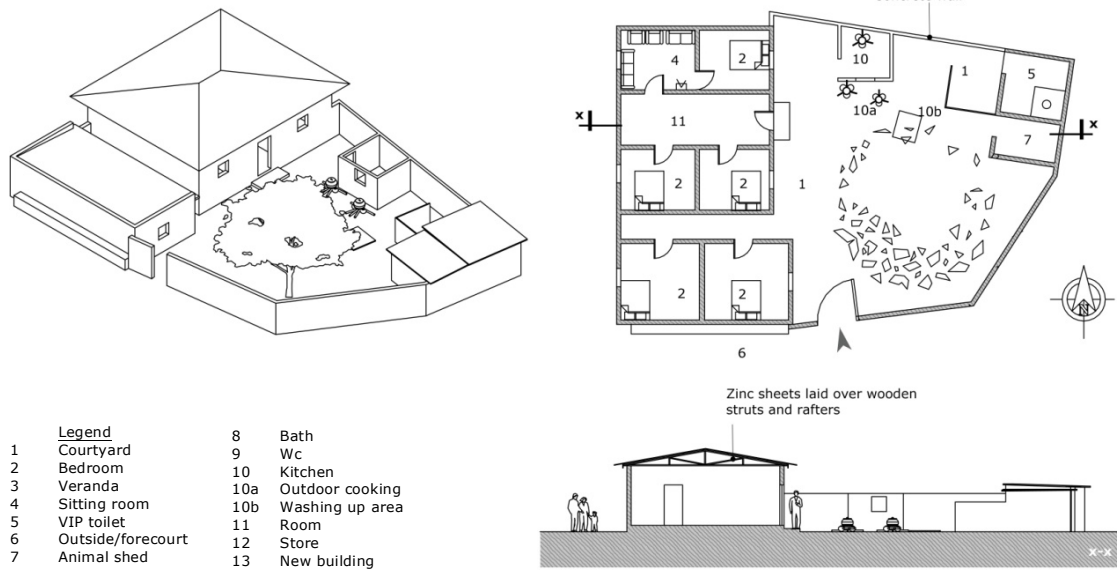 4
2
10
1
5
10a
10b
x
11
x
7
2
2
1
2
2
N
6
Zinc sheets laid over wooden
struts and rafters
Legend
1 Courtyard
2 Bedroom
3 Veranda
4 Sitting room
5 VIP toilet
6 Outside/forecourt
7 Animal shed
8 Bath
9 Wc
10 Kitchen
10a Outdoor cooking
10b Washing up area
11 Room
12 Store
13 New building
x-x